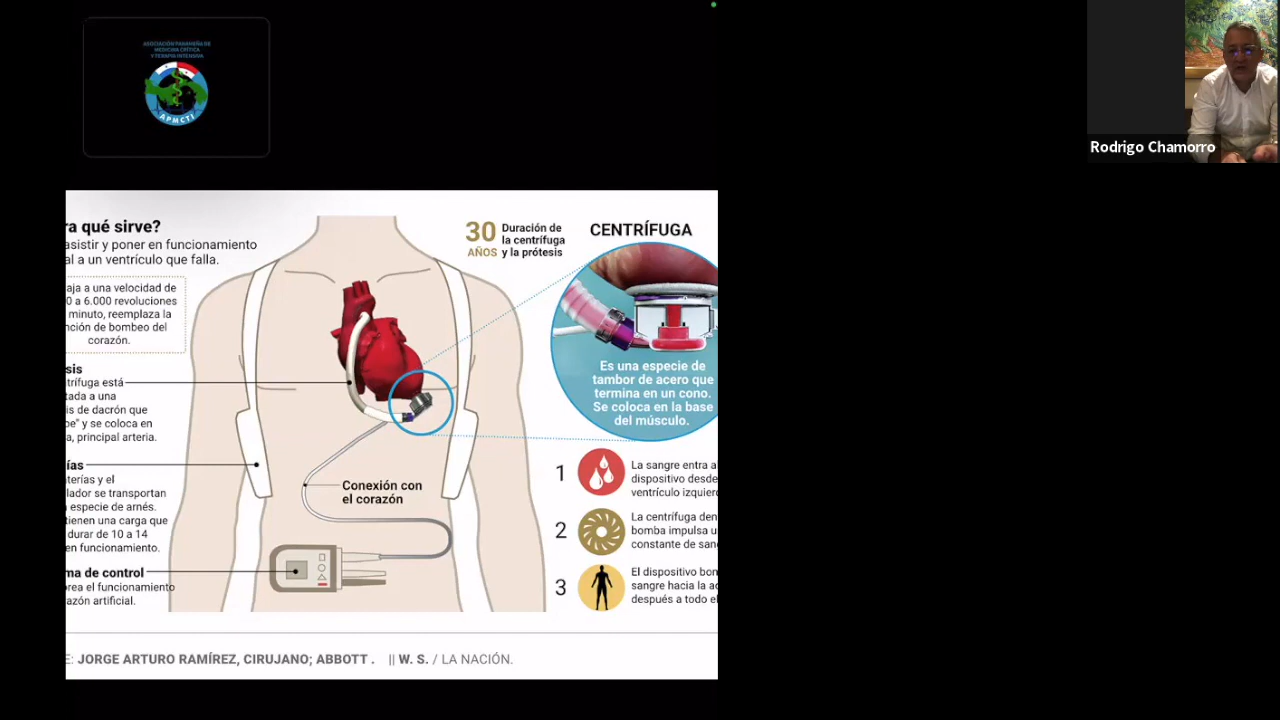 ASOCIACIÓN PANAMEÑA DE
MEDICINA CRÍTICA
Y TERAPIA INTENSIVA
APMCTI
Rodrigo Chamorro
ra qué sirve?
asistir y poner en funcionamiento
al a un ventrículo que falla.
aja a una velocidad de
0 a 6.000 revoluciones
minuto, reemplaza la
nción de bombeo del
corazón.
sis
trífuga está
tada a una
is de dacrón que
be" y se coloca en
a, principal arteria.
ías
aterías y el
lador se transportan
especie de arnés.
tienen una carga que
durar de 10 a 14
en funcionamiento.
ma de control
rea el funcionamiento
razón artificial.
30
AÑOS
Duración de
la centrífuga
y la prótesis
CENTRÍFUGA
Es una especie de
tambor de acero que
termina en un cono.
Se coloca en la base
del músculo.
Conexión con
el corazón
1
La sangre entra a
dispositivo desde
ventrículo izquier
2
La centrífuga den
bomba impulsa u
constante de san
3
El dispositivo bon
sangre hacia la a
después a todo el
E: JORGE ARTURO RAMÍREZ, CIRUJANO; ABBOTT . || W. S. / LA NACIÓN.